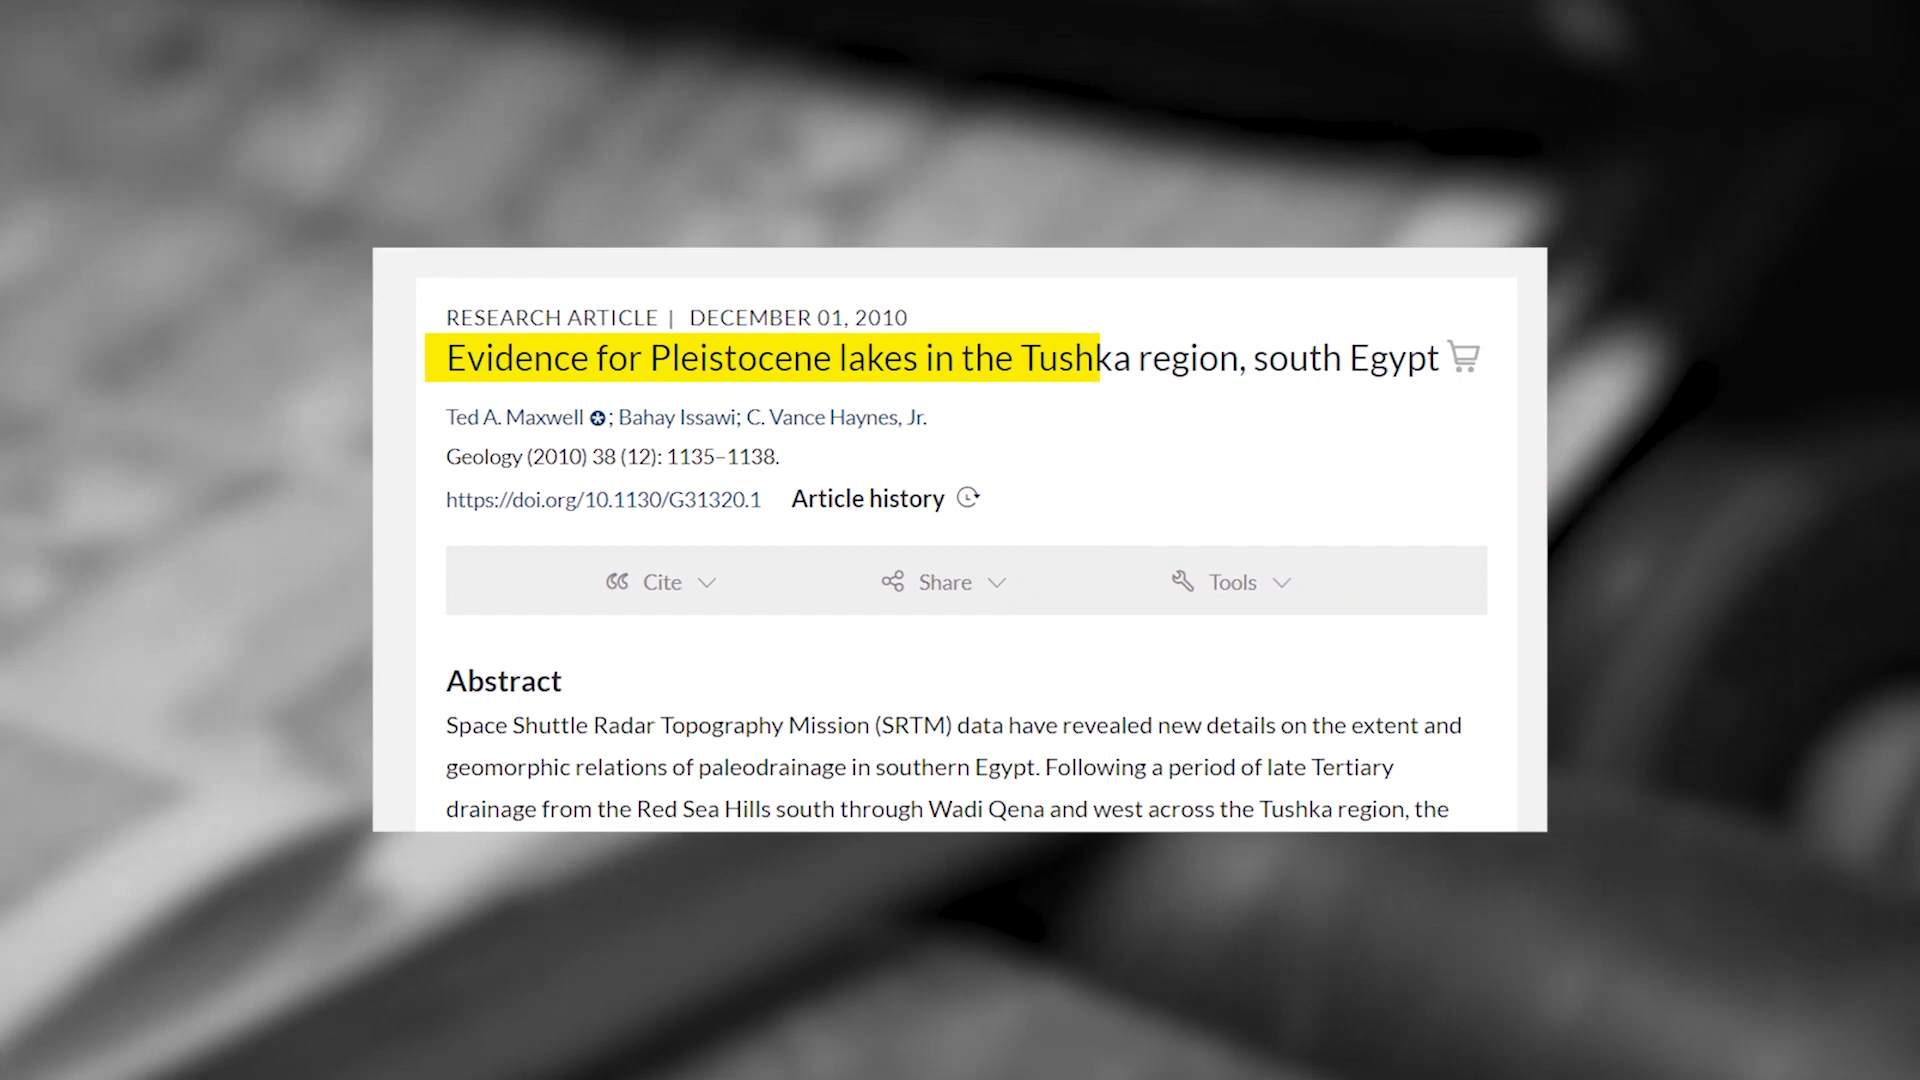 RESEARCH ARTICLE | DECEMBER 01, 2010
Evidence for Pleistocene lakes in the Tushka region, south Egypt
Ted A. Maxwell ; Bahay Issawi; C. Vance Haynes, Jr.
Geology (2010) 38 (12): 1135–1138.
https://doi.org/10.1130/G31320.1 Article history
Cite Share Tools
Abstract
Space Shuttle Radar Topography Mission (SRTM) data have revealed new details on the extent and
geomorphic relations of paleodrainage in southern Egypt. Following a period of late Tertiary
drainage from the Red Sea Hills south through Wadi Qena and west across the Tushka region, the